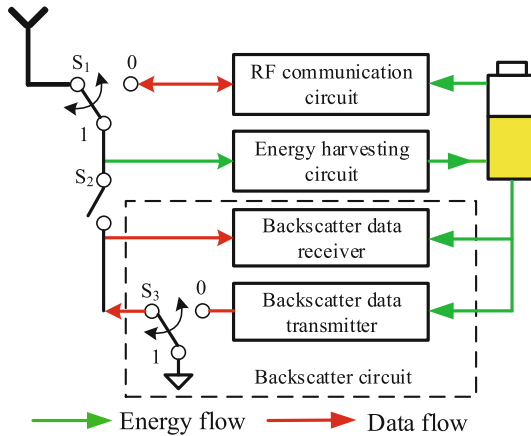 S1
0
RF communication
circuit
1
Energy harvesting
circuit
S2
Backscatter data
receiver
S3
0
Backscatter data
transmitter
1
Backscatter circuit
Energy flow
Data flow